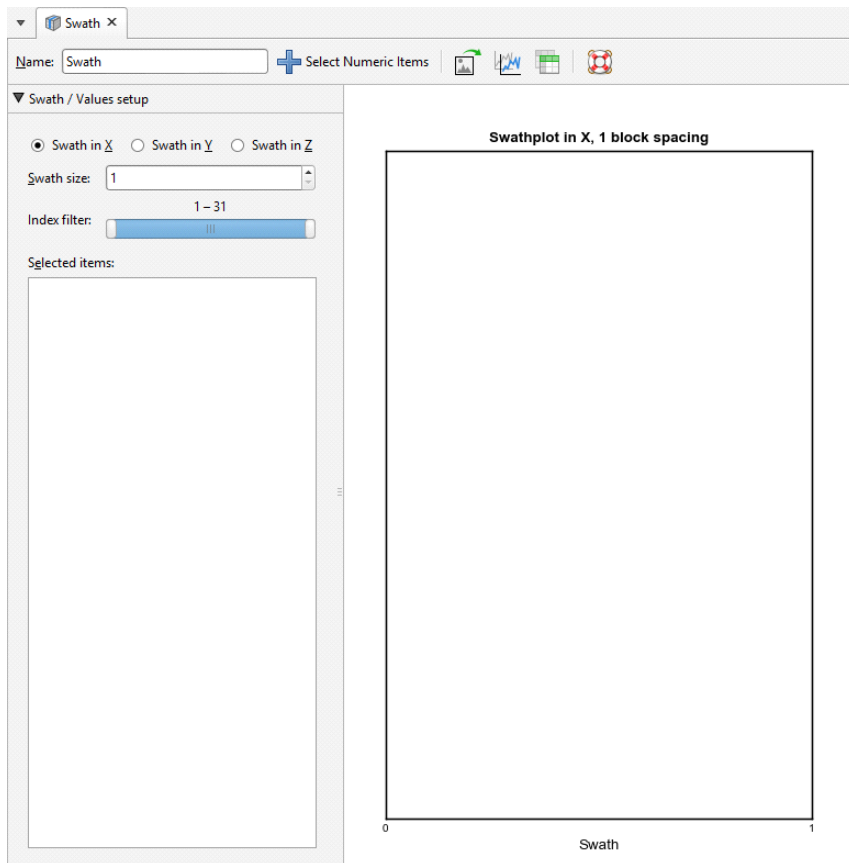 Swath
Name: Swath Select Numeric Items
Swath / Values setup
Swath in X Swath in Y Swath in Z
Swath size: 1
1 – 31
Index filter:
Selected items:
Swathplot in X, 1 block spacing
0 1
Swath